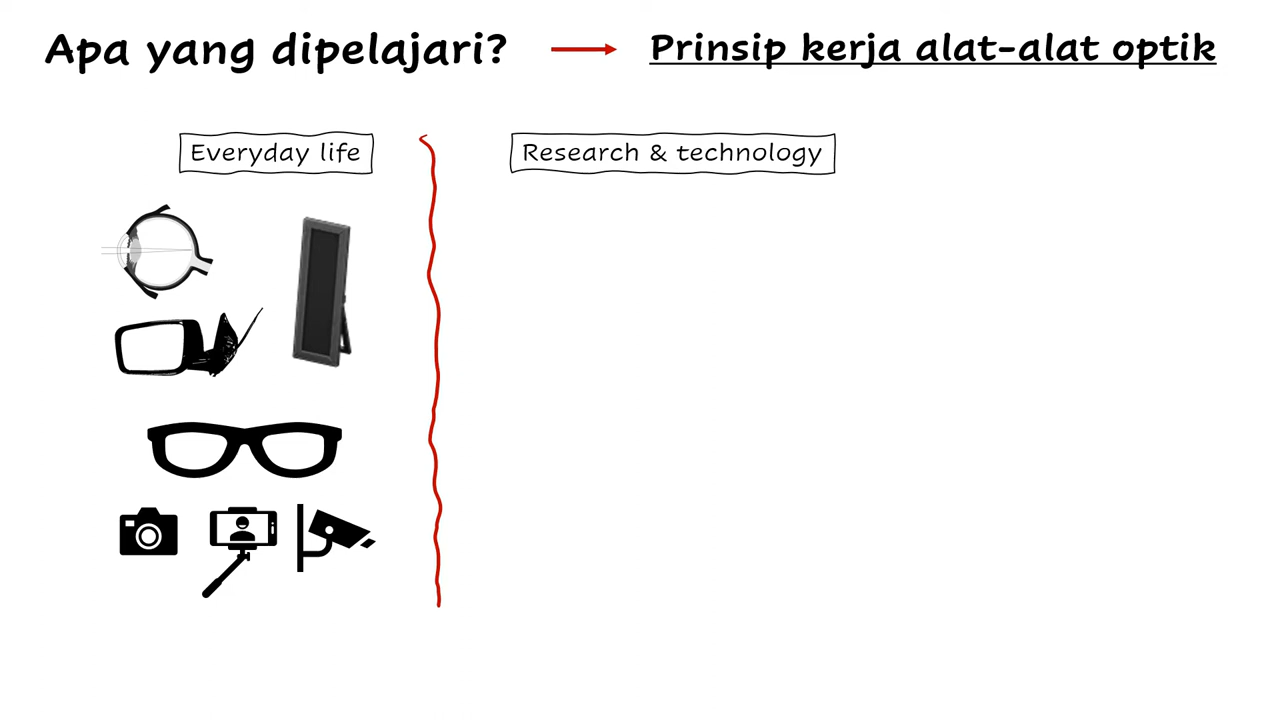 Apa yang dipelajari? Prinsip kerja alat-alat optik
Everyday life
Research & technology